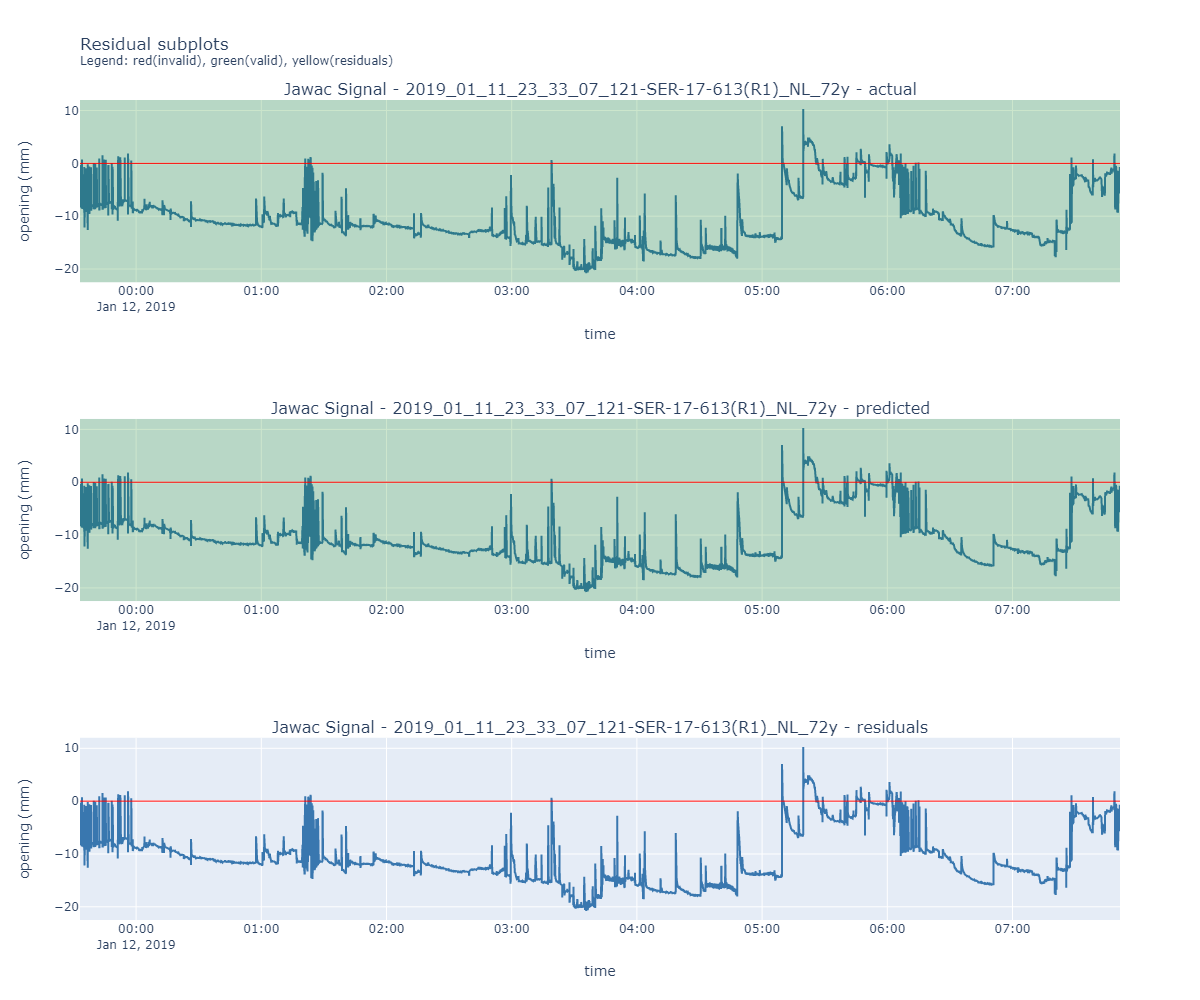 Residual subplots
Legend: red(invalid), green(valid), yellow(residuals)
Jawac Signal - 2019_01_11_23_33_07_121-SER-17-613(R1)_NL_72y - actual
10
0
−10
−20
opening (mm)
00:00 01:00 02:00 03:00 04:00 05:00 06:00 07:00
Jan 12, 2019
time
Jawac Signal - 2019_01_11_23_33_07_121-SER-17-613(R1)_NL_72y - predicted
10
0
−10
−20
opening (mm)
00:00 01:00 02:00 03:00 04:00 05:00 06:00 07:00
Jan 12, 2019
time
Jawac Signal - 2019_01_11_23_33_07_121-SER-17-613(R1)_NL_72y - residuals
10
0
−10
−20
opening (mm)
00:00 01:00 02:00 03:00 04:00 05:00 06:00 07:00
Jan 12, 2019
time